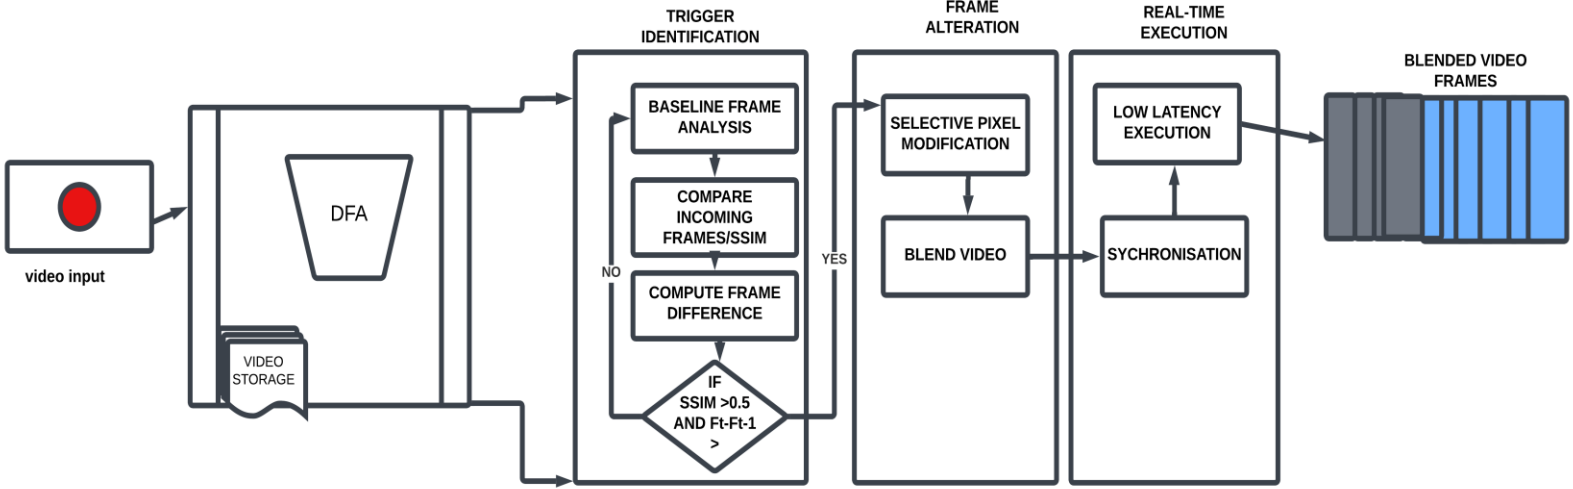 video input
DFA
VIDEO
STORAGE
TRIGGER
IDENTIFICATION
BASELINE FRAME
ANALYSIS
COMPARE
INCOMING
FRAMES/SSIM
COMPUTE FRAME
DIFFERENCE
IF
SSIM >0.5
AND Ft-Ft-1
>
NO
YES
FRAME
ALTERATION
SELECTIVE PIXEL
MODIFICATION
BLEND VIDEO
REAL-TIME
EXECUTION
LOW LATENCY
EXECUTION
SYCHRONISATION
BLENDED VIDEO
FRAMES